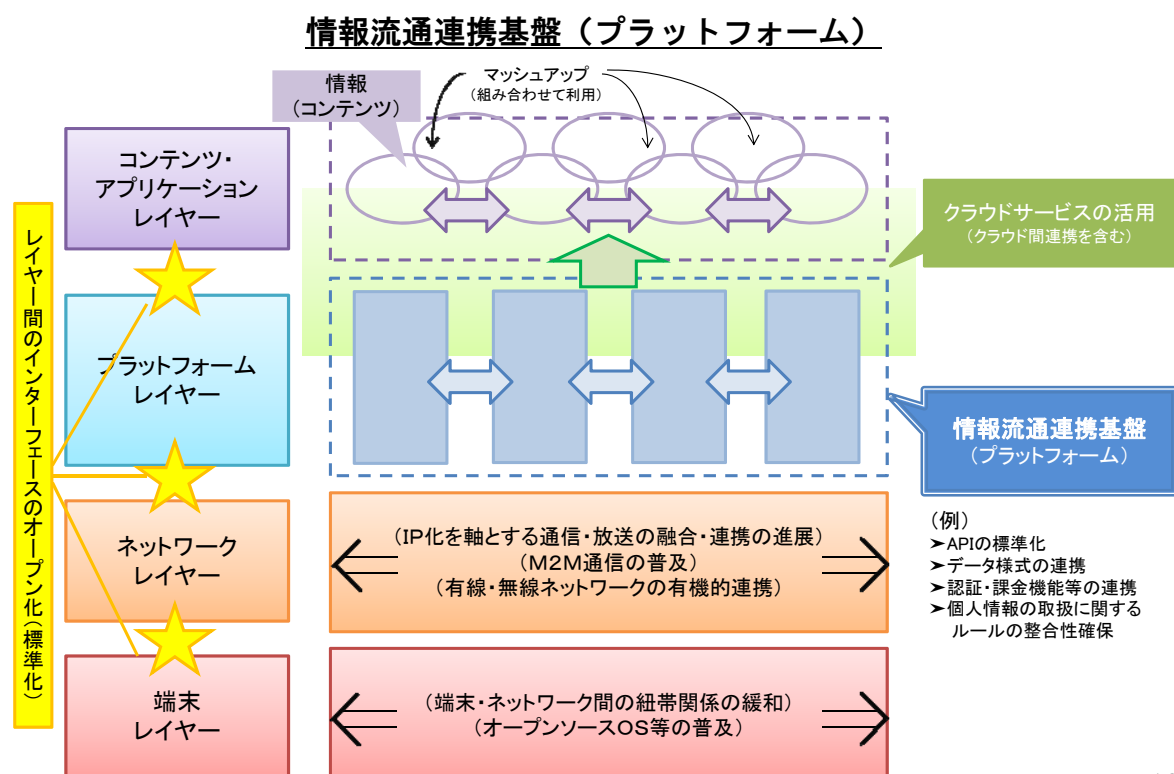 情報流通連携基盤（プラットフォーム）
情報
（コンテンツ）
マッシュアップ
（組み合わせて利用）
コンテンツ・
アプリケーション
レイヤー
クラウドサービスの活用
（クラウド間連携を含む）
レイヤー間のインターフェースのオープン化（標準化）
プラットフォーム
レイヤー
情報流通連携基盤
（プラットフォーム）
ネットワーク
レイヤー
（IP化を軸とする通信・放送の融合・連携の進展）
（M2M通信の普及）
（有線・無線ネットワークの有機的連携）
（例）
➤APIの標準化
➤データ様式の連携
➤認証・課金機能等の連携
➤個人情報の取扱に関する
ルールの整合性確保
端末
レイヤー
（端末・ネットワーク間の紐帯関係の緩和）
（オープンソースOS等の普及）